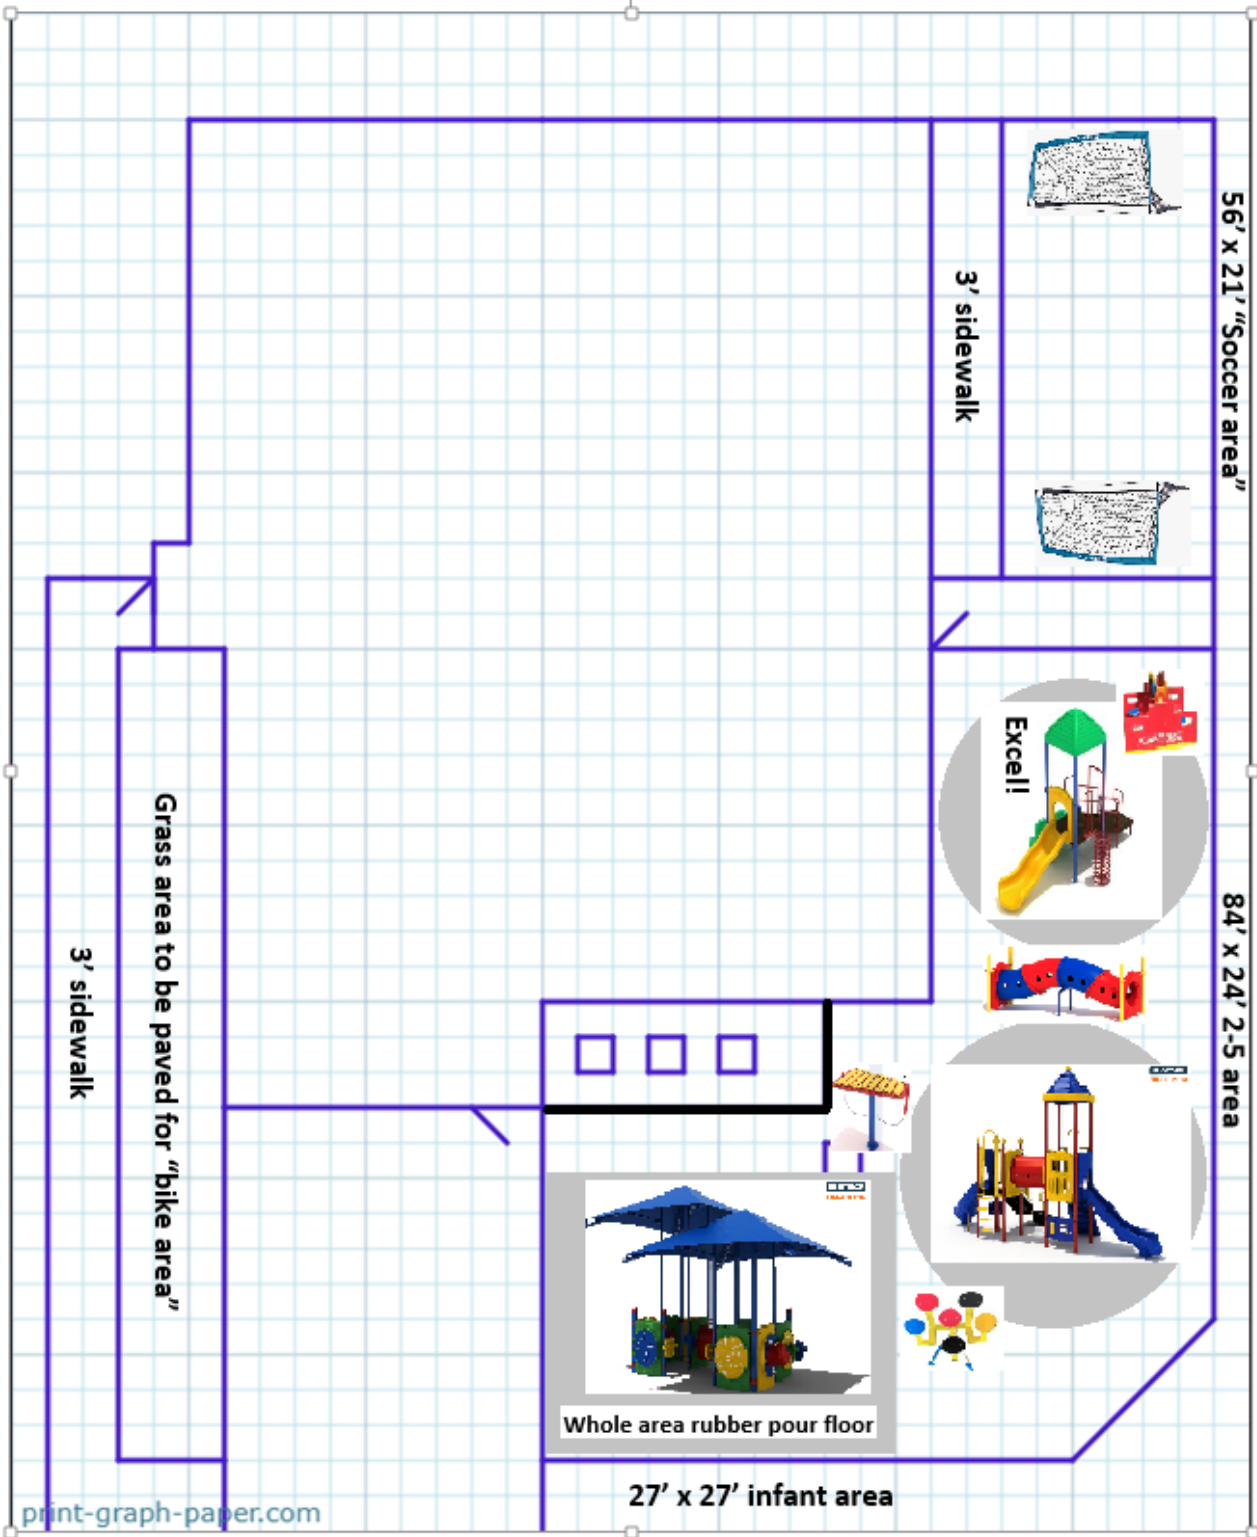 56’ x 21’ “Soccer area”
3’ sidewalk
Excel!
84’ x 24’ 2-5 area
Grass area to be paved for “bike area”
3’ sidewalk
Whole area rubber pour floor
27’ x 27’ infant area
print-graph-paper.com